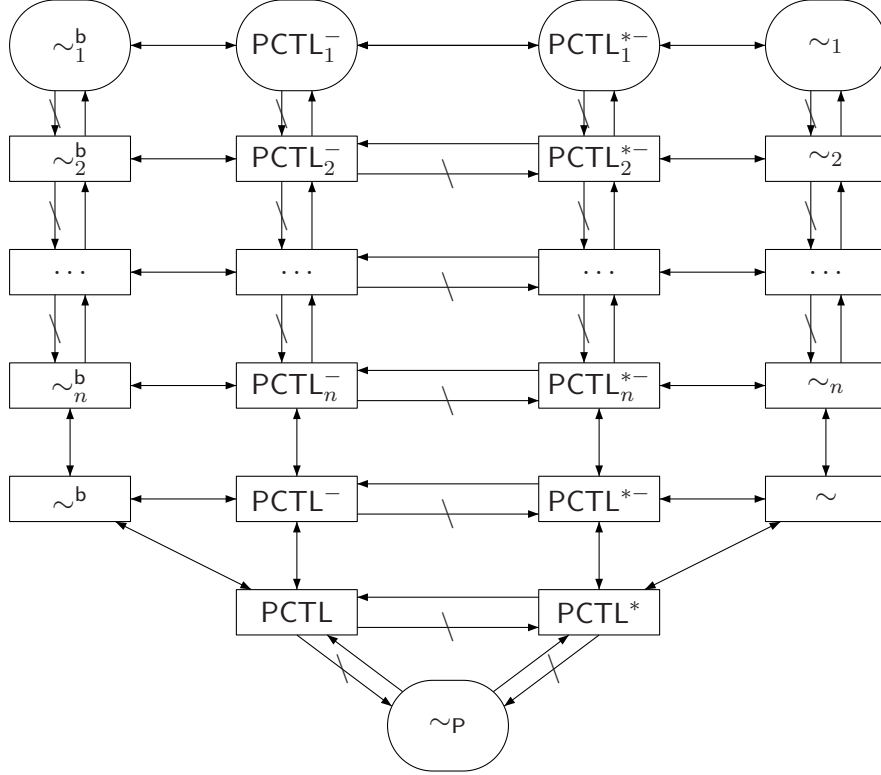 ∼₁ᵇ PCTL₁⁻ PCTL₁*⁻ ∼₁
∼₂ᵇ PCTL₂⁻ PCTL₂*⁻ ∼₂
... ... ... ...
∼ₙᵇ PCTLₙ⁻ PCTLₙ*⁻ ∼ₙ
∼ᵇ PCTL⁻ PCTL*⁻ ∼
PCTL PCTL*
∼P